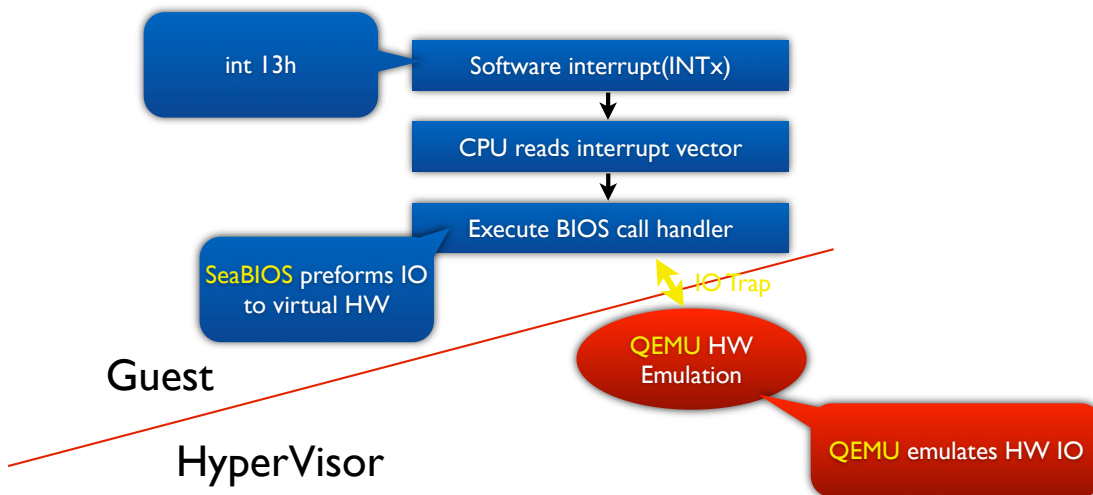 int 13h
Software interrupt(INTx)
CPU reads interrupt vector
Execute BIOS call handler
SeaBIOS preforms IO
to virtual HW
IO Trap
QEMU HW
Emulation
Guest
QEMU emulates HW IO
HyperVisor